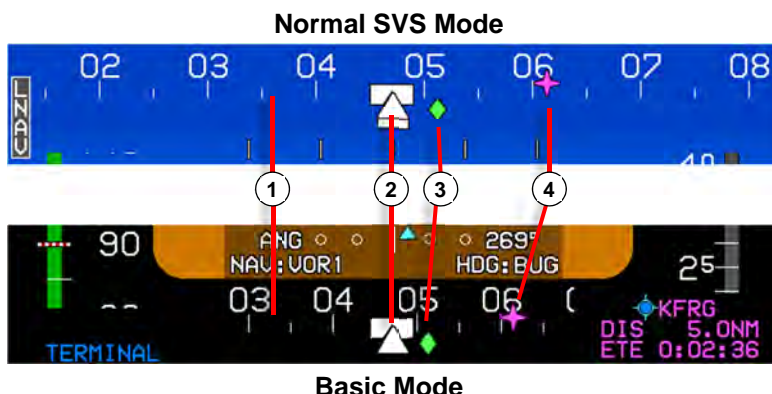 Normal SVS Mode
02 03 04 05 06 07 08
LNAV
1 2 3 4
90 ANG 2695
NAV:VOR1 HDG:BUG 25
03 04 05 06
KFRG
DIS 5.0NM
TERMINAL ETE 0:02:36
Basic Mode